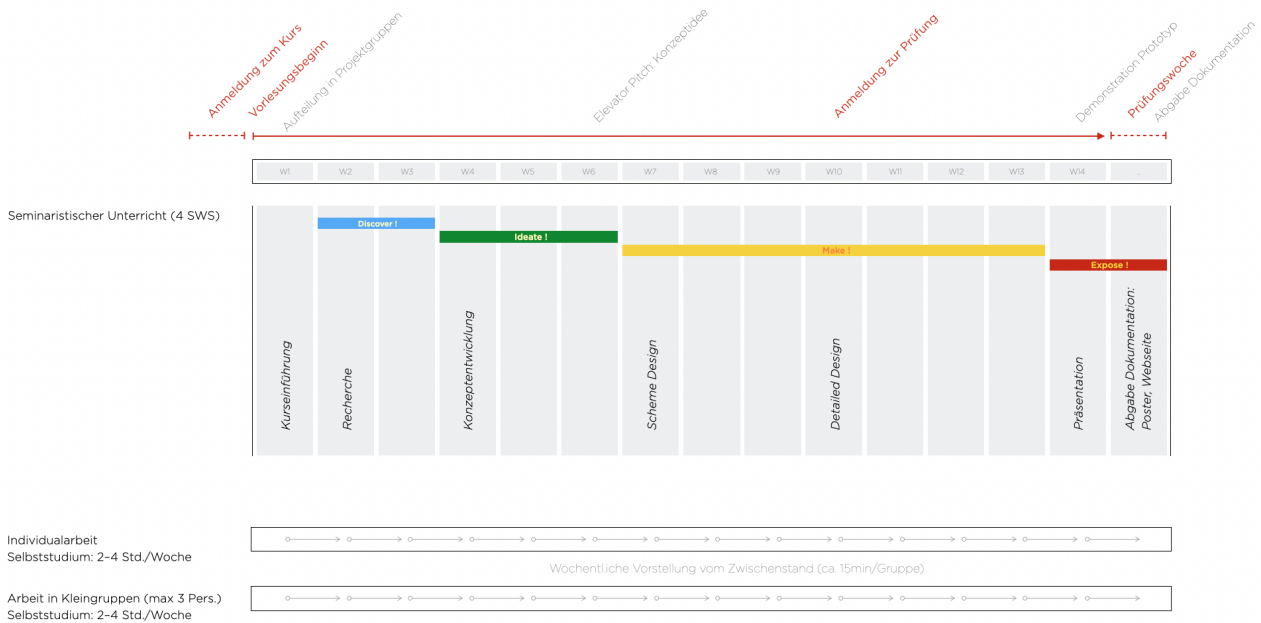 Anmeldung zum Kurs
Vorlesungsbeginn
Aufteilung in Projektgruppen
Elevator Pitch: Konzeptidee
Anmeldung zur Prüfung
Demonstration Prototyp
Prüfungswoche
Abgabe Dokumentation
W1 W2 W3 W4 W5 W6 W7 W8 W9 W10 W11 W12 W13 W14 ..
Seminaristischer Unterricht (4 SWS)
Discover !
Ideate !
Make !
Expose !
Kurseinführung
Recherche
Konzeptentwicklung
Scheme Design
Detailed Design
Präsentation
Abgabe Dokumentation:
Poster, Webseite
Individualarbeit
Selbststudium: 2–4 Std./Woche
Wöchentliche Vorstellung vom Zwischenstand (ca. 15min/Gruppe)
Arbeit in Kleingruppen (max 3 Pers.)
Selbststudium: 2–4 Std./Woche